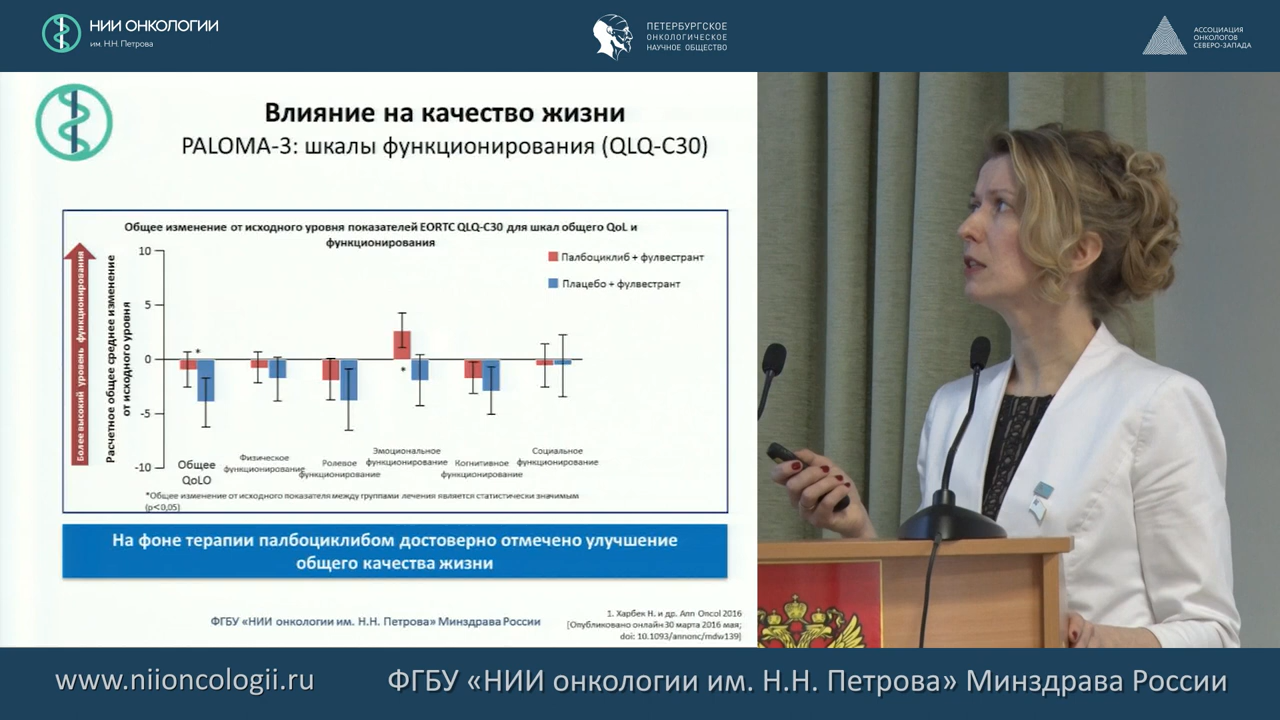 НИИ ОНКОЛОГИИ
им. Н.Н. Петрова
ПЕТЕРБУРГСКОЕ
ОНКОЛОГИЧЕСКОЕ
НАУЧНОЕ ОБЩЕСТВО
АССОЦИАЦИЯ
ОНКОЛОГОВ
СЕВЕРО-ЗАПАДА
Влияние на качество жизни
PALOMA-3: шкалы функционирования (QLQ-C30)
Общее изменение от исходного уровня показателей EORTC QLQ-C30 для шкал общего QoL и
функционирования
Более высокий уровень функционирования
Расчетное общее среднее изменение
от исходного уровня
10
5
0
-5
-10
Палбоциклиб + фулвестрант
Плацебо + фулвестрант
*
*
Общее
QoLO
Физическое
функционирование
Ролевое
функционирование
Эмоциональное
функционирование
Когнитивное
функционирование
Социальное
функционирование
*Общее изменение от исходного показателя между группами лечения является статистически значимым
(p<0,05)
На фоне терапии палбоциклибом достоверно отмечено улучшение
общего качества жизни
ФГБУ «НИИ онкологии им. Н.Н. Петрова» Минздрава России
1. Харбек Н. и др. Ann Oncol 2016
[Опубликовано онлайн 30 марта 2016 мая;
doi: 10.1093/annonc/mdw139]
www.niioncologii.ru
ФГБУ «НИИ онкологии им. Н.Н. Петрова» Минздрава России